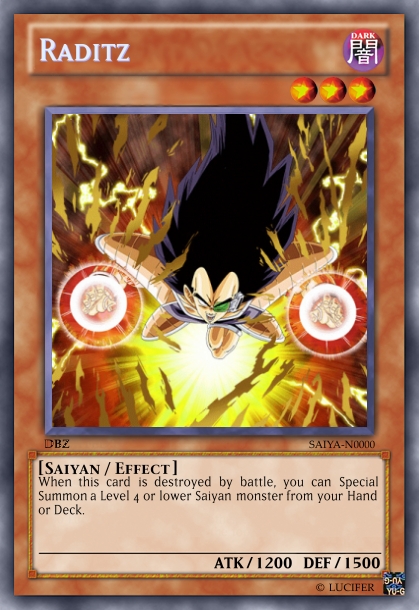 RADITZ
DARK
闇
DBZ
SAIYA-N0000
[SAIYAN / EFFECT]
When this card is destroyed by battle, you can Special
Summon a Level 4 or lower Saiyan monster from your Hand
or Deck.
ATK / 1200 DEF / 1500
© LUCIFER
YU-G